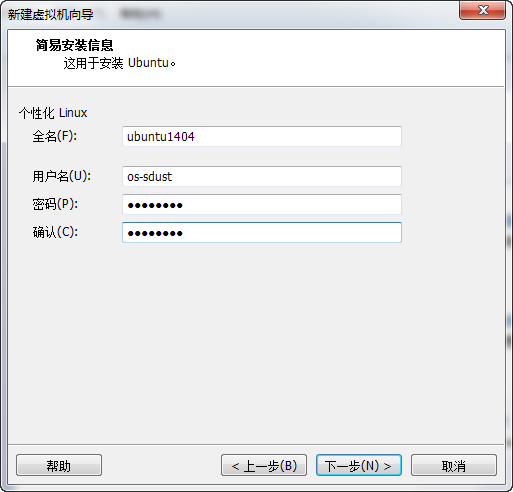 新建虚拟机向导
简易安装信息
这用于安装 Ubuntu。
个性化 Linux
全名(F): ubuntu1404
用户名(U): os-sdust
密码(P): ●●●●●●●●
确认(C): ●●●●●●●●
帮助 < 上一步(B) 下一步(N) > 取消